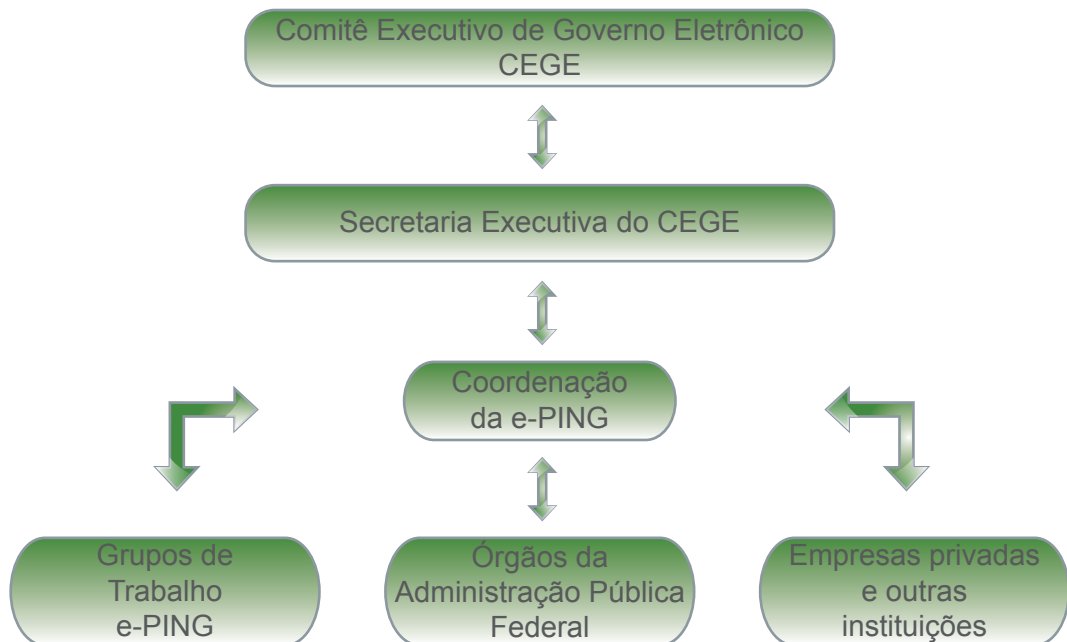 Comitê Executivo de Governo Eletrônico
CEGE
Secretaria Executiva do CEGE
Coordenação
da e-PING
Grupos de
Trabalho
e-PING
Órgãos da
Administração Pública
Federal
Empresas privadas
e outras
instituições